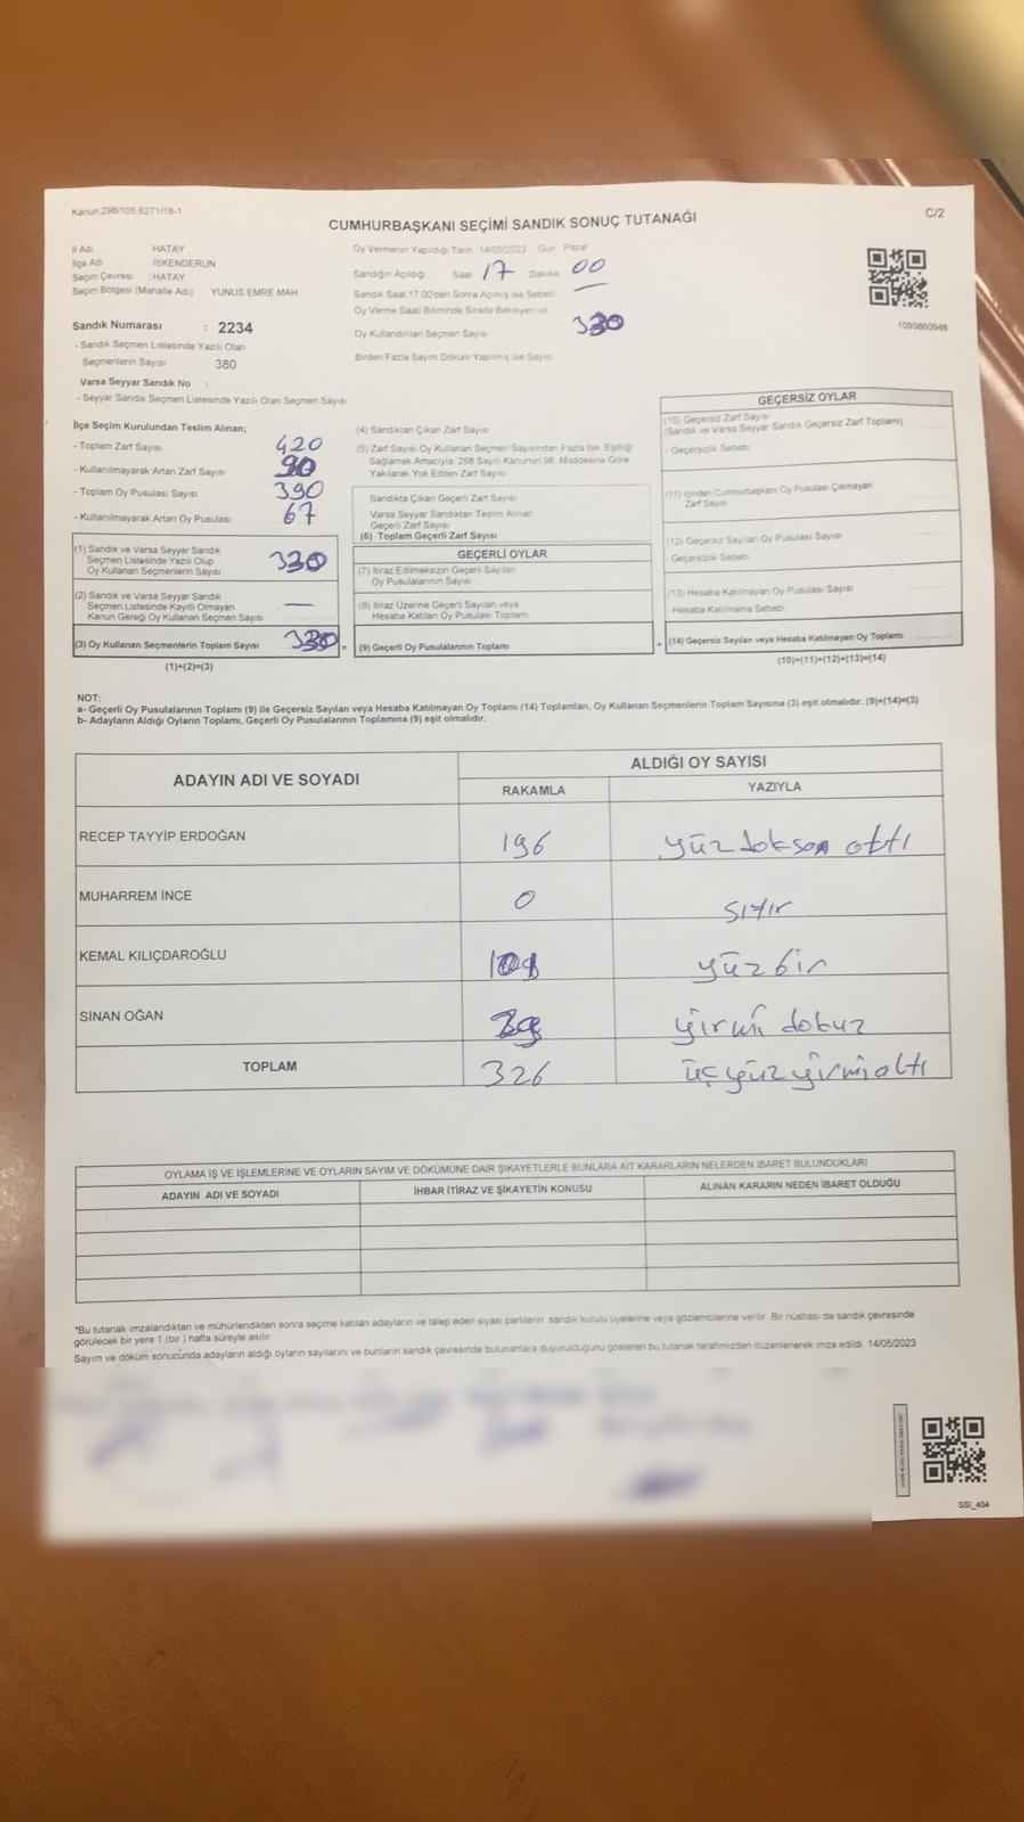 Kanun:298/105.6271/18-1
C/2
CUMHURBAŞKANI SEÇİMİ SANDIK SONUÇ TUTANAĞI
İl Adı HATAY
İlçe Adı İSKENDERUN
Seçim Çevresi :HATAY
Seçim Bölgesi (Mahalle Adı) YUNUS EMRE MAH
Sandık Numarası : 2234
- Sandık Seçmen Listesinde Yazılı Olan
Seçmenlerin Sayısı 380
Varsa Seyyar Sandık No :
- Seyyar Sandık Seçmen Listesinde Yazılı Olan Seçmen Sayısı
Oy Vermenin Yapıldığı Tarih 14/05/2023 Gün Pazar
Sandığın Açılışı Saat 17 Dakika 00
Sandık Saat 17.00'den Sonra Açılmış ise Sebebi
Oy Verme Saati Bitiminde Sırada Bekleyen ve
Oy Kullandırılan Seçmen Sayısı
330
Birden Fazla Sayım Döküm Yapılmış ise Sayısı
İlçe Seçim Kurulundan Teslim Alınan;
- Toplam Zarf Sayısı 420
- Kullanılmayarak Artan Zarf Sayısı 90
- Toplam Oy Pusulası Sayısı 390
- Kullanılmayarak Artan Oy Pusulası 67
(1) Sandık ve Varsa Seyyar Sandık
Seçmen Listesinde Yazılı Olup
Oy Kullanan Seçmenlerin Sayısı 330
(2) Sandık ve Varsa Seyyar Sandık
Seçmen Listesinde Kayıtlı Olmayan
Kanun Gereği Oy Kullanan Seçmen Sayısı —
(3) Oy Kullanan Seçmenlerin Toplam Sayısı 330
(1)+(2)=(3)
(4) Sandıktan Çıkan Zarf Sayısı
(5) Zarf Sayısı Oy Kullanan Seçmen Sayısından Fazla ise, Eşitliği
Sağlamak Amacıyla 298 Sayılı Kanunun 98. Maddesine Göre
Yakılarak Yok Edilen Zarf Sayısı
Sandıkta Çıkan Geçerli Zarf Sayısı
Varsa Seyyar Sandıktan Teslim Alınan
Geçerli Zarf Sayısı
(6) Toplam Geçerli Zarf Sayısı
GEÇERLİ OYLAR
(7) İtiraz Edilmeksizin Geçerli Sayılan
Oy Pusulalarının Sayısı
(8) İtiraz Üzerine Geçerli Sayılan veya
Hesaba Katılan Oy Pusulası Toplamı
(9) Geçerli Oy Pusulalarının Toplamı
GEÇERSİZ OYLAR
(10) Geçersiz Zarf Sayısı
(Sandık ve Varsa Seyyar Sandık Geçersiz Zarf Toplamı)
- Geçersizlik Sebebi
(11) İçinden Cumhurbaşkanı Oy Pusulası Çıkmayan
Zarf Sayısı
(12) Geçersiz Sayılan Oy Pusulası Sayısı
- Geçersizlik Sebebi
(13) Hesaba Katılmayan Oy Pusulası Sayısı
Hesaba Katılmama Sebebi
(14) Geçersiz Sayılan veya Hesaba Katılmayan Oy Toplamı
(10)+(11)+(12)+(13)=(14)
NOT:
a- Geçerli Oy Pusulalarının Toplamı (9) ile Geçersiz Sayılan veya Hesaba Katılmayan Oy Toplamı (14) Toplamları, Oy Kullanan Seçmenlerin Toplam Sayısına (3) eşit olmalıdır. (9)+(14)=(3)
b- Adayların Aldığı Oyların Toplamı, Geçerli Oy Pusulalarının Toplamına (9) eşit olmalıdır.
ADAYIN ADI VE SOYADI
ALDIĞI OY SAYISI
RAKAMLA YAZIYLA
RECEP TAYYİP ERDOĞAN 196 yüz doksan altı
MUHARREM İNCE 0 sıfır
KEMAL KILIÇDAROĞLU 101 yüz bir
SİNAN OĞAN 29 yirmi dokuz
TOPLAM 326 üç yüz yirmi altı
OYLAMA İŞ VE İŞLEMLERİNE VE OYLARIN SAYIM VE DÖKÜMÜNE DAİR ŞİKAYETLERLE BUNLARA AİT KARARLARIN NELERDEN İBARET BULUNDUKLARI
ADAYIN ADI VE SOYADI İHBAR İTİRAZ VE ŞİKAYETİN KONUSU ALINAN KARARIN NEDEN İBARET OLDUĞU
*Bu tutanak imzalandıktan ve mühürlendikten sonra seçime katılan adayların ve talep eden siyasi partilerin sandık kurulu üyelerine veya gözlemcilerine verilir. Bir nüshası da sandık çevresinde
görülecek bir yere 1 (bir ) hafta süreyle asılır.
Sayım ve döküm sonucunda adayların aldığı oyların sayılarını ve bunların sandık çevresinde bulunanlara duyurulduğunu gösteren bu tutanak tarafımızdan düzenlenerek imza edildi. 14/05/2023
SSI_404